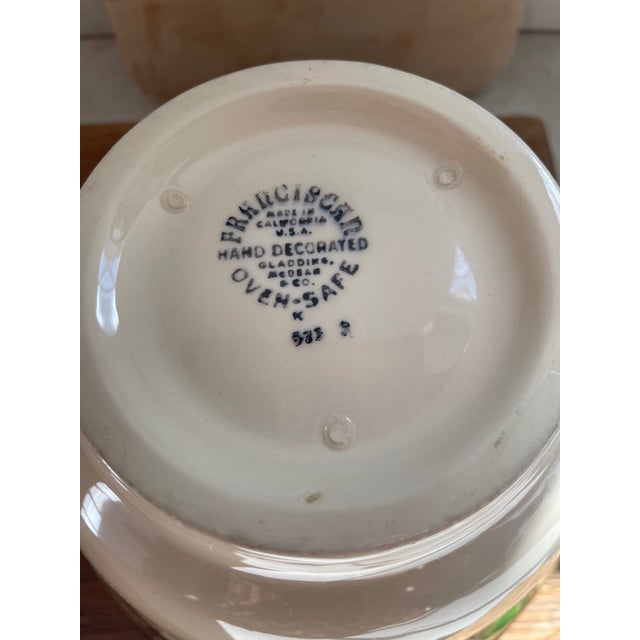 FRANCISCAN
MADE IN
CALIFORNIA
U.S.A.
HAND DECORATED
GLADDING,
MCBEAN
& CO.
OVEN-SAFE
K